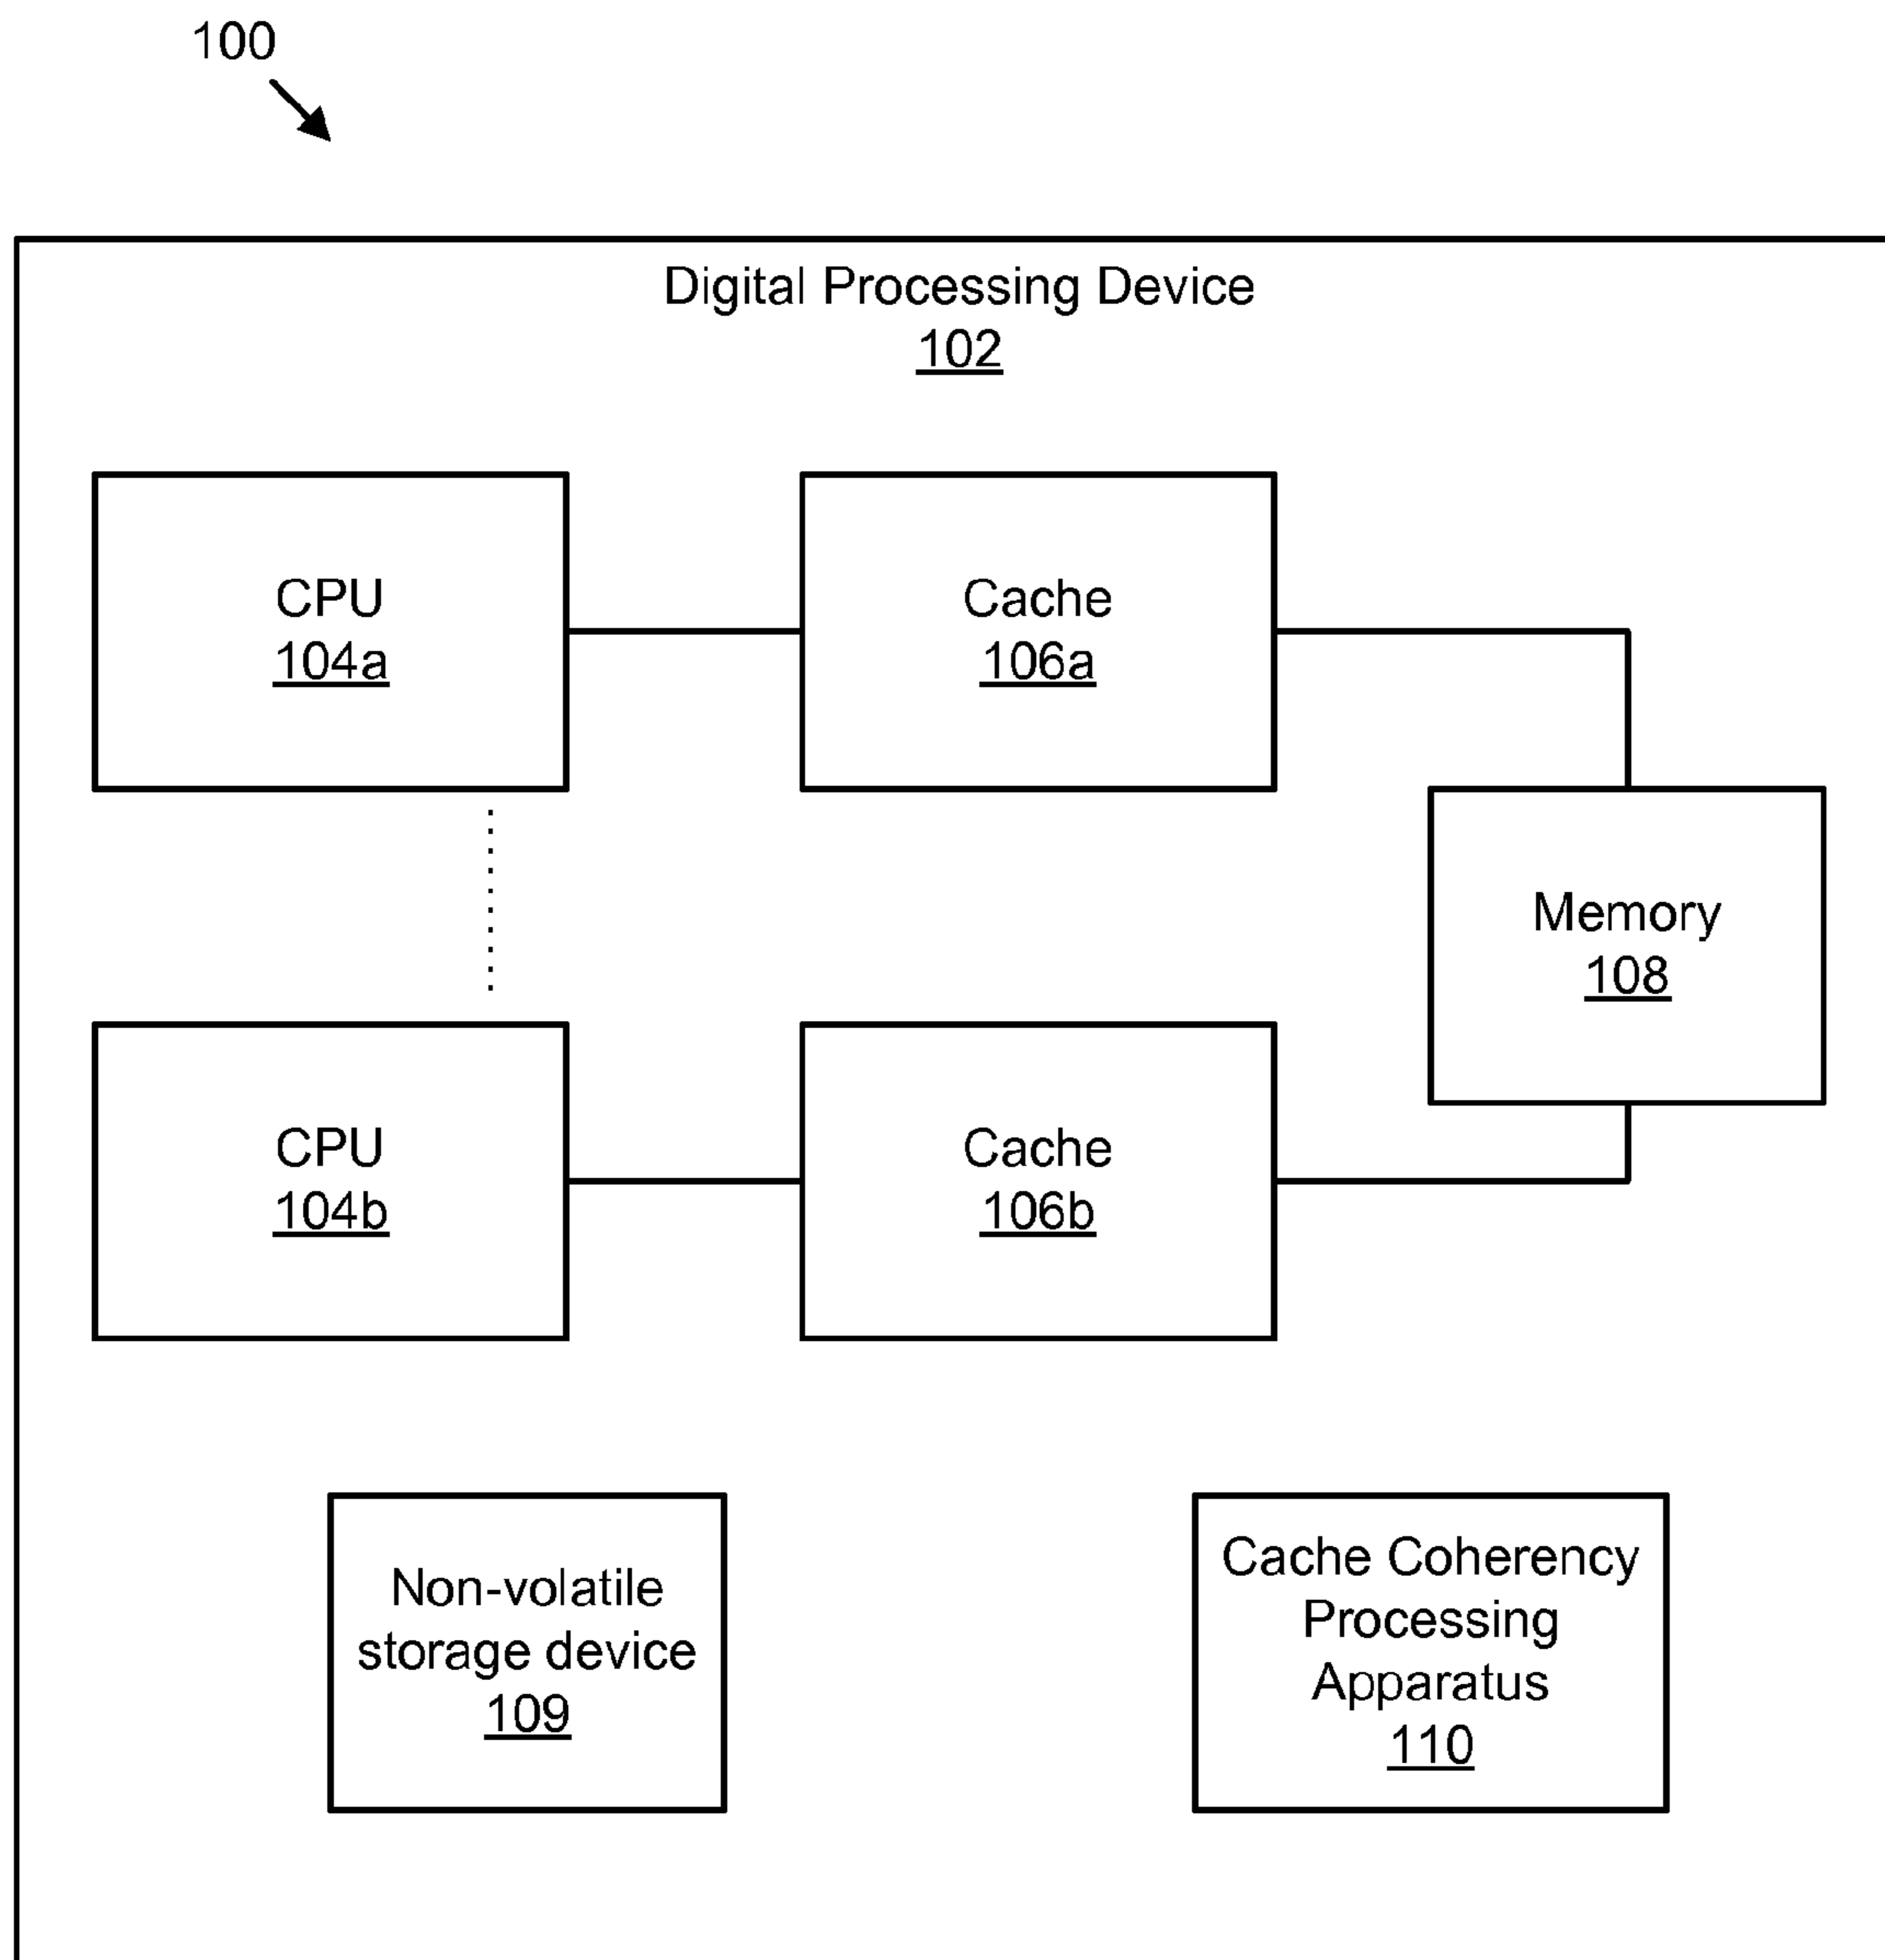 100
Digital Processing Device
102
CPU
104a
Cache
106a
Memory
108
CPU
104b
Cache
106b
Non-volatile
storage device
109
Cache Coherency
Processing
Apparatus
110